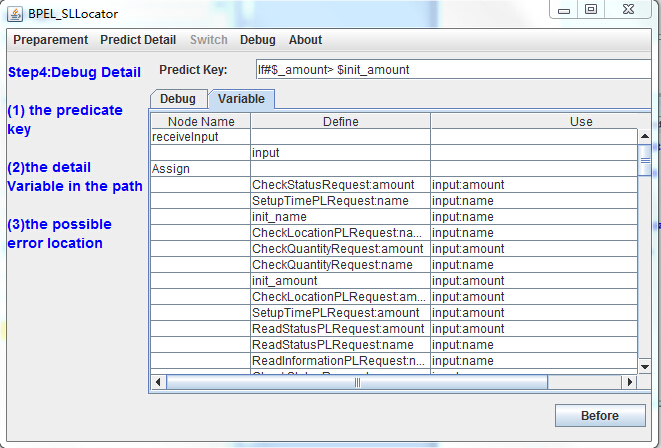 BPEL_SLLocator
Preparement Predict Detail Switch Debug About
Step4:Debug Detail
(1) the predicate
key
(2)the detail
Variable in the path
(3)the possible
error location
Predict Key: If#$_amount> $init_amount
Debug Variable
Node Name Define Use
receiveInput
input
Assign
CheckStatusRequest:amount input:amount
SetupTimePLRequest:name input:name
init_name input:name
CheckLocationPLRequest:na... input:name
CheckQuantityRequest:amount input:amount
CheckQuantityRequest:name input:name
init_amount input:amount
CheckLocationPLRequest:am... input:amount
SetupTimePLRequest:amount input:amount
ReadStatusPLRequest:amount input:amount
ReadStatusPLRequest:name input:name
ReadInformationPLRequest:n... input:name
Before